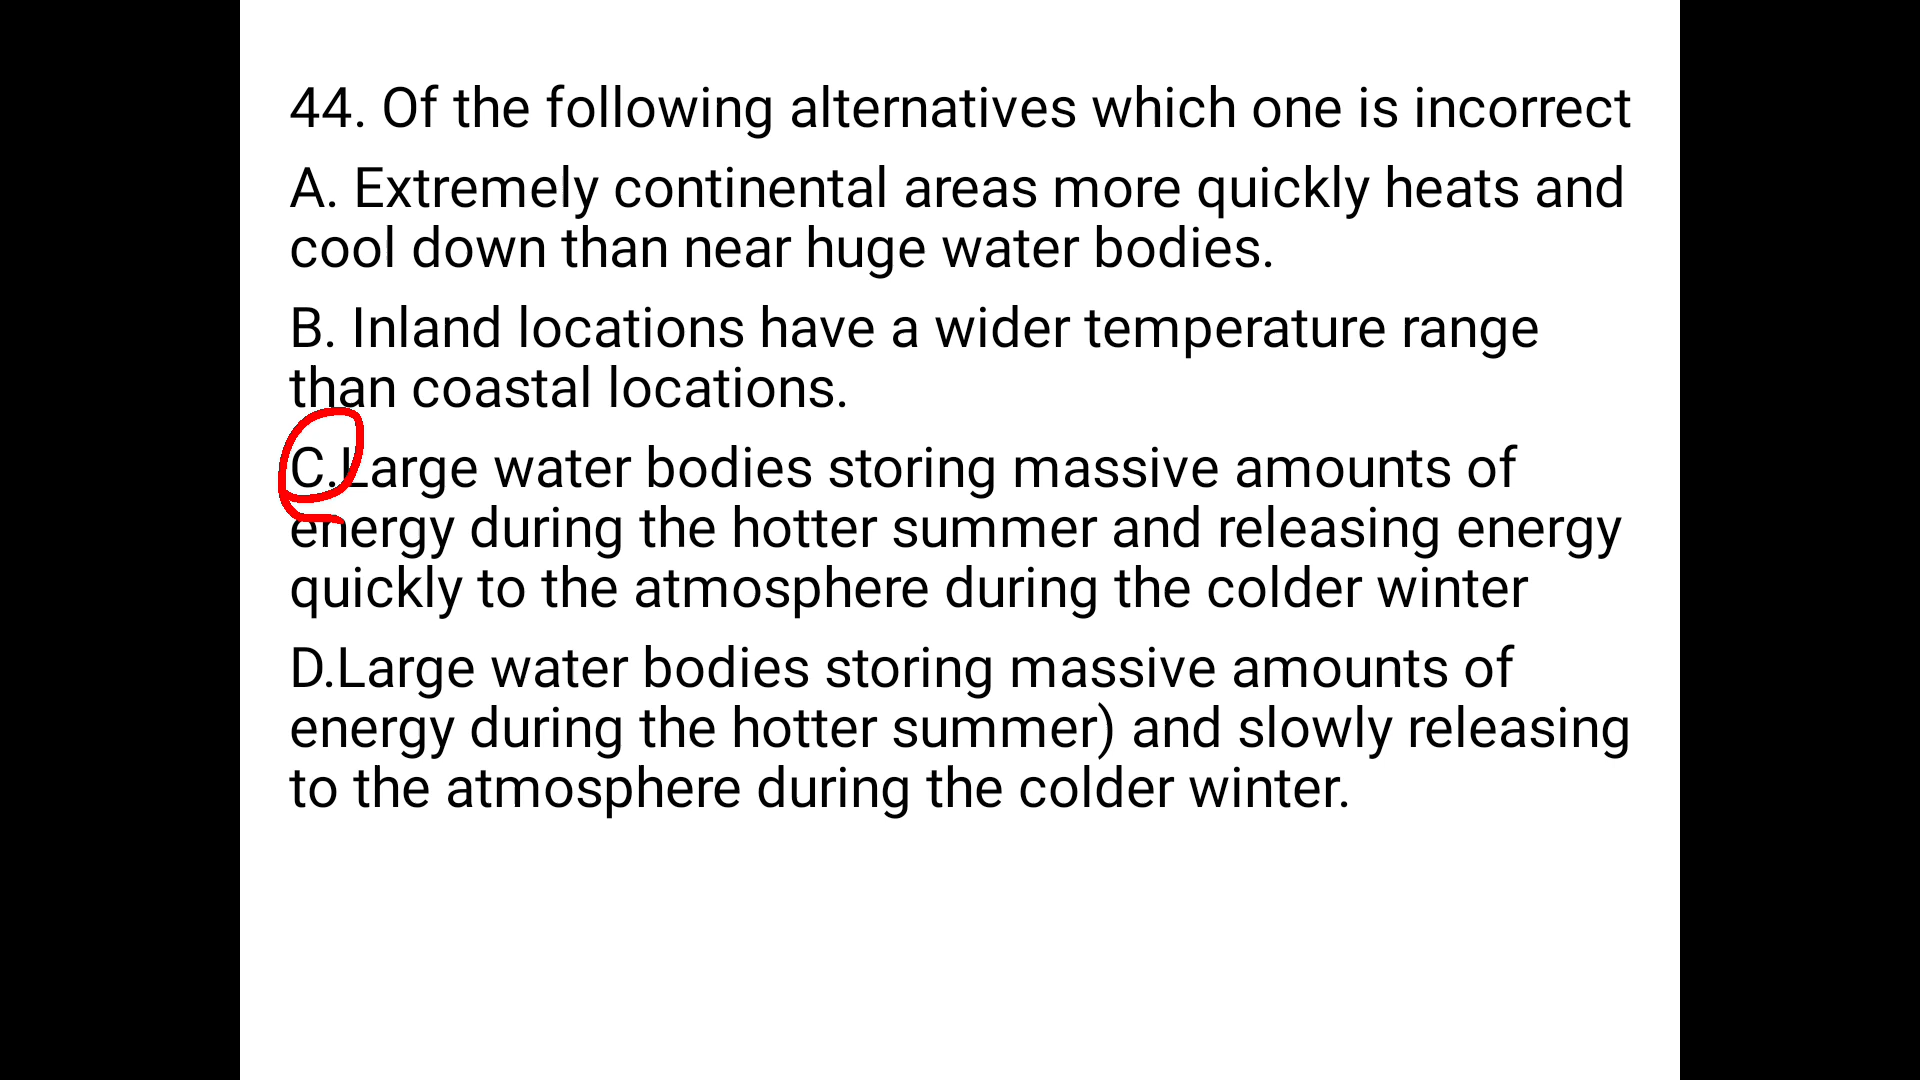 44. Of the following alternatives which one is incorrect
A. Extremely continental areas more quickly heats and
cool down than near huge water bodies.
B. Inland locations have a wider temperature range
than coastal locations.
C.Large water bodies storing massive amounts of
energy during the hotter summer and releasing energy
quickly to the atmosphere during the colder winter
D.Large water bodies storing massive amounts of
energy during the hotter summer) and slowly releasing
to the atmosphere during the colder winter.